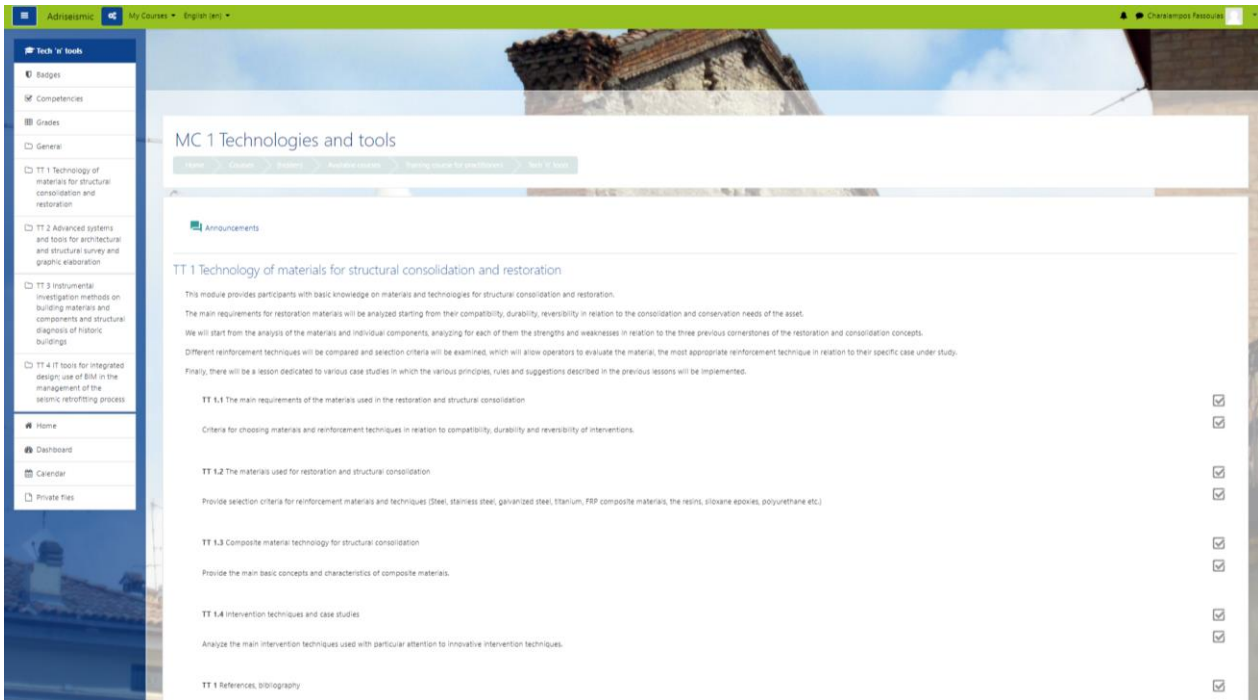 Adriseismic My Courses English (en) Charalampos Fassoulas
Tech 'n' tools
Badges
Competencies
Grades
General
TT 1 Technology of
materials for structural
consolidation and
restoration
TT 2 Advanced systems
and tools for architectural
and structural survey and
graphic elaboration
TT 3 Instrumental
investigation methods on
building materials and
components and structural
diagnosis of historic
buildings
TT 4 IT tools for integrated
design; use of BIM in the
management of the
seismic retrofitting process
Home
Dashboard
Calendar
Private files
MC 1 Technologies and tools
Home Courses Training course for practitioners Tech 'n' tools
Announcements
TT 1 Technology of materials for structural consolidation and restoration
This module provides participants with basic knowledge on materials and technologies for structural consolidation and restoration.
The main requirements for restoration materials will be analyzed starting from their compatibility, durability, reversibility in relation to the consolidation and conservation needs of the asset.
We will start from the analysis of the materials and individual components, analyzing for each of them the strengths and weaknesses in relation to the three previous cornerstones of the restoration and consolidation concepts.
Different reinforcement techniques will be compared and selection criteria will be examined, which will allow operators to evaluate the material, the most appropriate reinforcement technique in relation to their specific case under study.
Finally, there will be a lesson dedicated to various case studies in which the various principles, rules and suggestions described in the previous lessons will be implemented.
TT 1.1 The main requirements of the materials used in the restoration and structural consolidation
Criteria for choosing materials and reinforcement techniques in relation to compatibility, durability and reversibility of interventions.
TT 1.2 The materials used for restoration and structural consolidation
Provide selection criteria for reinforcement materials and techniques (Steel, stainless steel, galvanized steel, titanium, FRP composite materials, the resins, siloxane epoxies, polyurethane etc.)
TT 1.3 Composite material technology for structural consolidation
Provide the main basic concepts and characteristics of composite materials.
TT 1.4 Intervention techniques and case studies
Analyze the main intervention techniques used with particular attention to innovative intervention techniques.
TT 1 References, bibliography